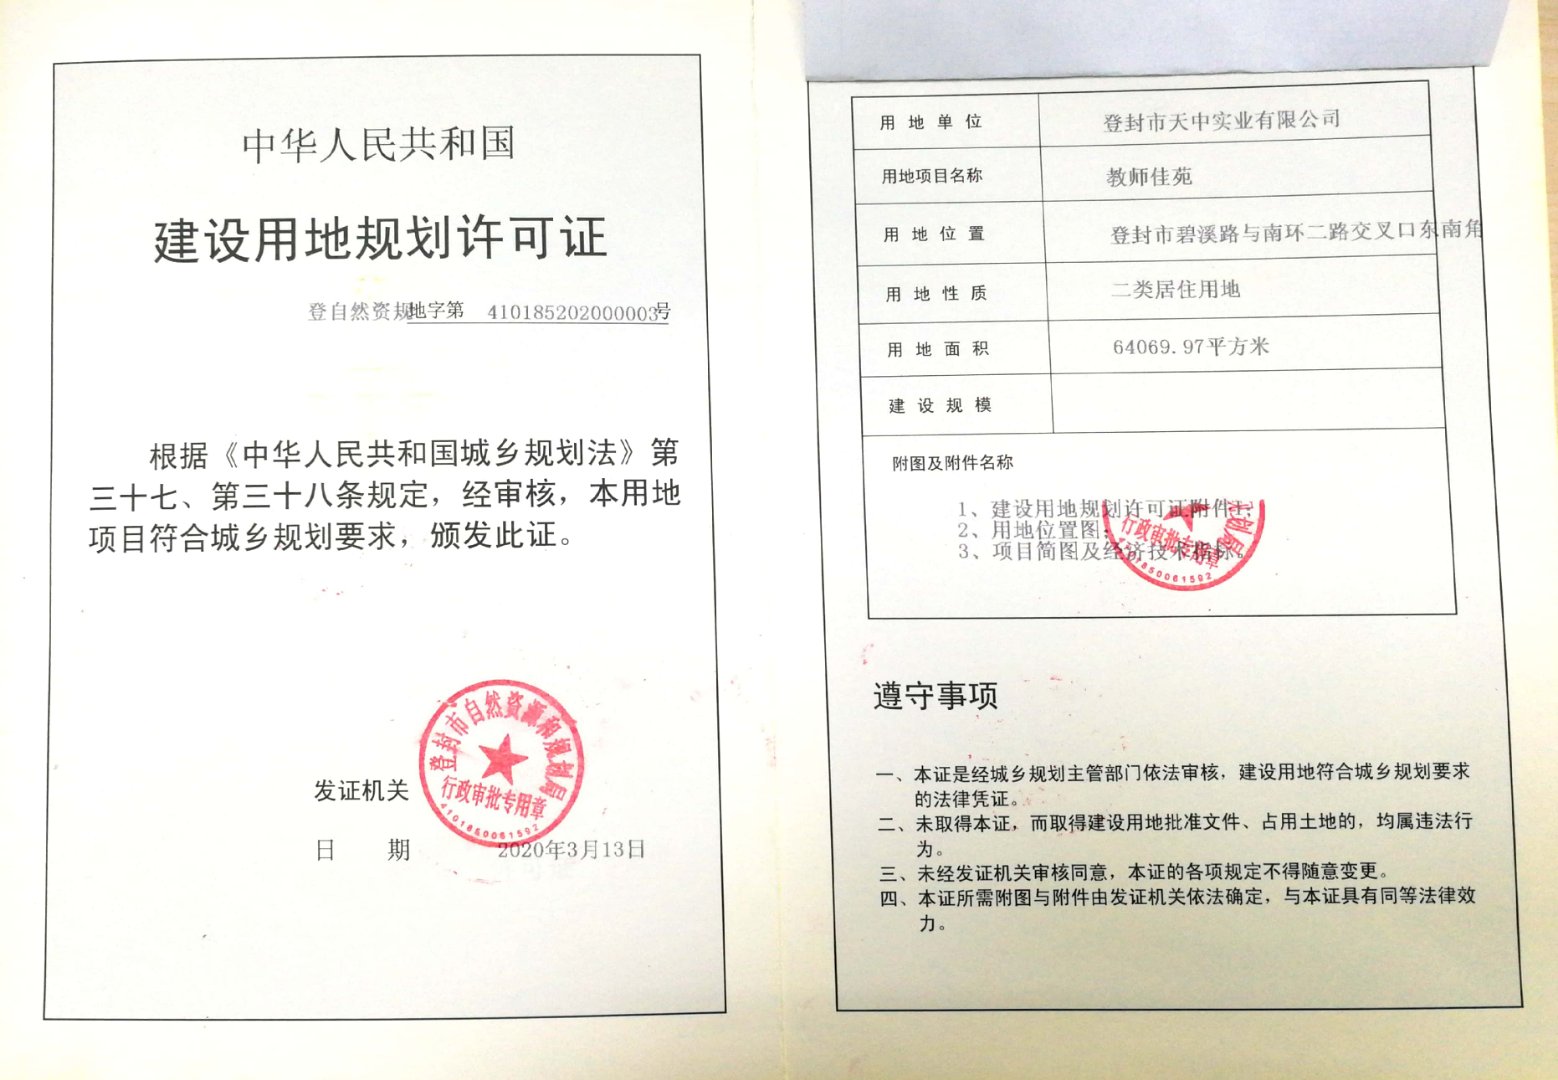 中华人民共和国
建设用地规划许可证
登自然资规地字第 410185202000003号
根据《中华人民共和国城乡规划法》第
三十七、第三十八条规定，经审核，本用地
项目符合城乡规划要求，颁发此证。
登封市自然资源和规划局
行政审批专用章
4101850061592
发证机关
日 期 2020年3月13日
用地单位 登封市天中实业有限公司
用地项目名称 教师佳苑
用地位置 登封市碧溪路与南环二路交叉口东南角
用地性质 二类居住用地
用地面积 64069.97平方米
建设规模
附图及附件名称
1、建设用地规划许可证附件1;
2、用地位置图;
3、项目简图及经济技术指标。
划局
行政审批专用章
01850061592
遵守事项
一、本证是经城乡规划主管部门依法审核，建设用地符合城乡规划要求
的法律凭证。
二、未取得本证，而取得建设用地批准文件、占用土地的，均属违法行
为。
三、未经发证机关审核同意，本证的各项规定不得随意变更。
四、本证所需附图与附件由发证机关依法确定，与本证具有同等法律效
力。